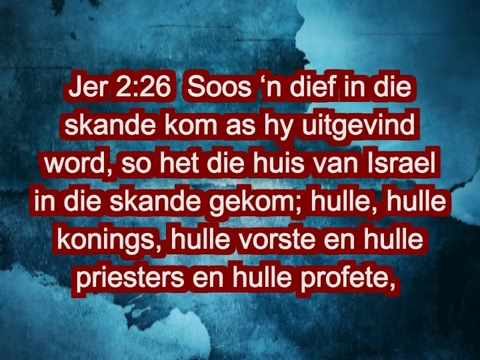 Jer 2:26  Soos ‘n dief in die
skande kom as hy uitgevind
word, so het die huis van Israel
in die skande gekom; hulle, hulle
konings, hulle vorste en hulle
priesters en hulle profete,